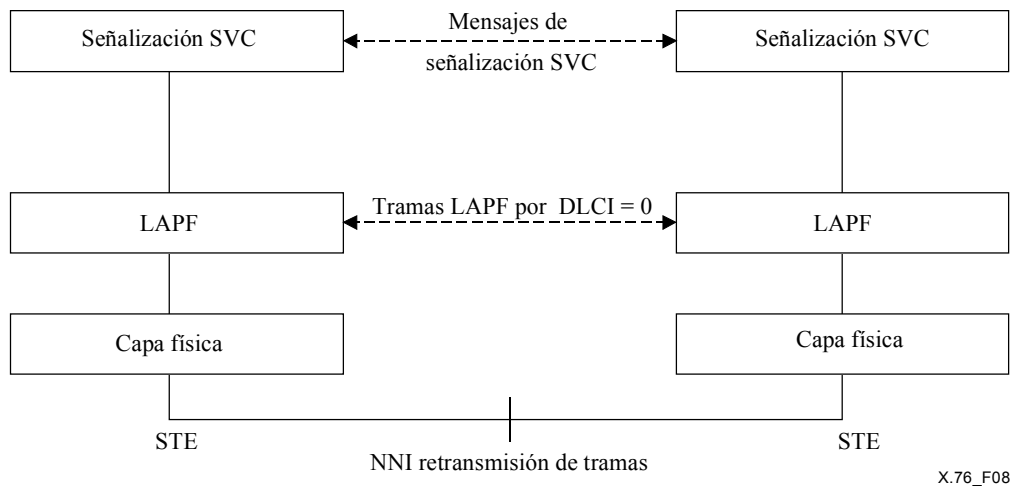 Señalización SVC
Mensajes de
señalización SVC
Señalización SVC
LAPF
Tramas LAPF por DLCI = 0
LAPF
Capa física
Capa física
STE
STE
NNI retransmisión de tramas
X.76_F08